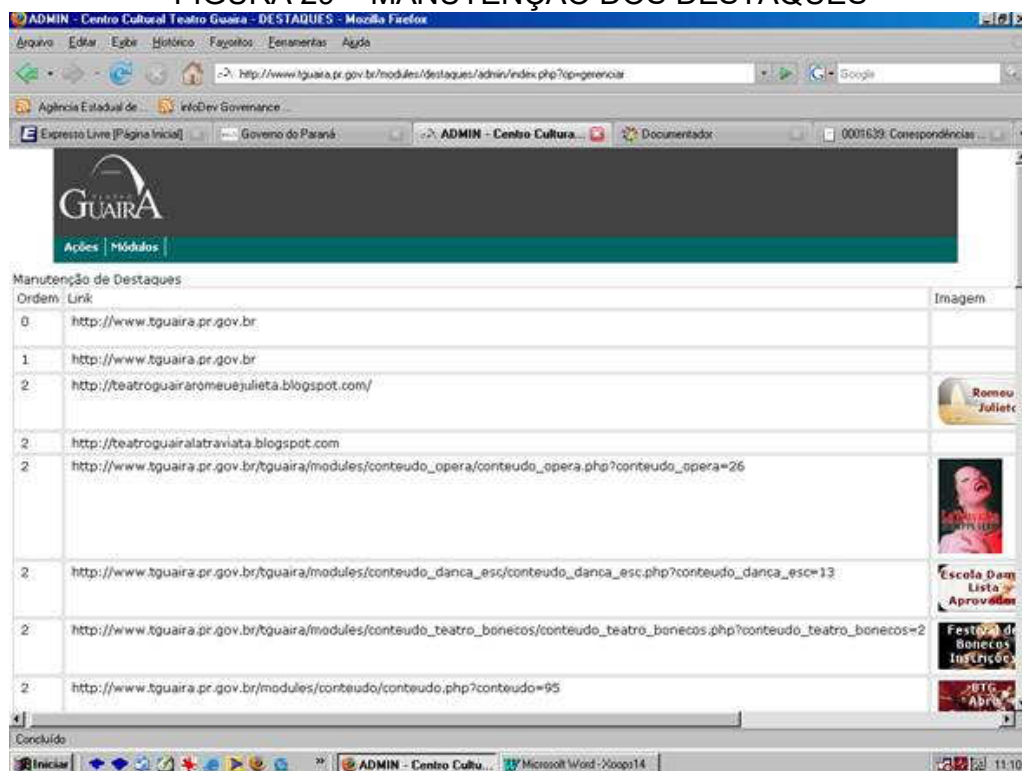 FIGURA 20 – MANUTENÇÃO DOS DESTAQUES
ADMIN - Centro Cultural Teatro Guaira - DESTAQUES - Mozilla Firefox
Arquivo Editar Exibir Histórico Favoritos Ferramentas Ajuda
http://www.tguaira.pr.gov.br/modules/destaques/admin/index.php?op=gerenciar
Google
Agência Estadual de ... infoDev Governance ...
Expresso Livre [Página Inicial] Governo do Paraná ADMIN - Centro Cultura... Documentador 0001639: Correspondências ...
GUAIRA
Ações Módulos
Manutenção de Destaques
Ordem Link Imagem
0 http://www.tguaira.pr.gov.br
1 http://www.tguaira.pr.gov.br
2 http://teatroguairaromeuejulieta.blogspot.com/
Romeu
Julieta
2 http://teatroguairalatraviata.blogspot.com
2 http://www.tguaira.pr.gov.br/tguaira/modules/conteudo_opera/conteudo_opera.php?conteudo_opera=26
2 http://www.tguaira.pr.gov.br/tguaira/modules/conteudo_danca_esc/conteudo_danca_esc.php?conteudo_danca_esc=13
Escola Dan
Lista
Aprovados
2 http://www.tguaira.pr.gov.br/tguaira/modules/conteudo_teatro_bonecos/conteudo_teatro_bonecos.php?conteudo_teatro_bonecos=2
Festival de
Bonecos
Inscrições
2 http://www.tguaira.pr.gov.br/modules/conteudo/conteudo.php?conteudo=95
BTG
Abre
Concluído
Iniciar ADMIN - Centro Cultu... Microsoft Word - Xoops14 11:10